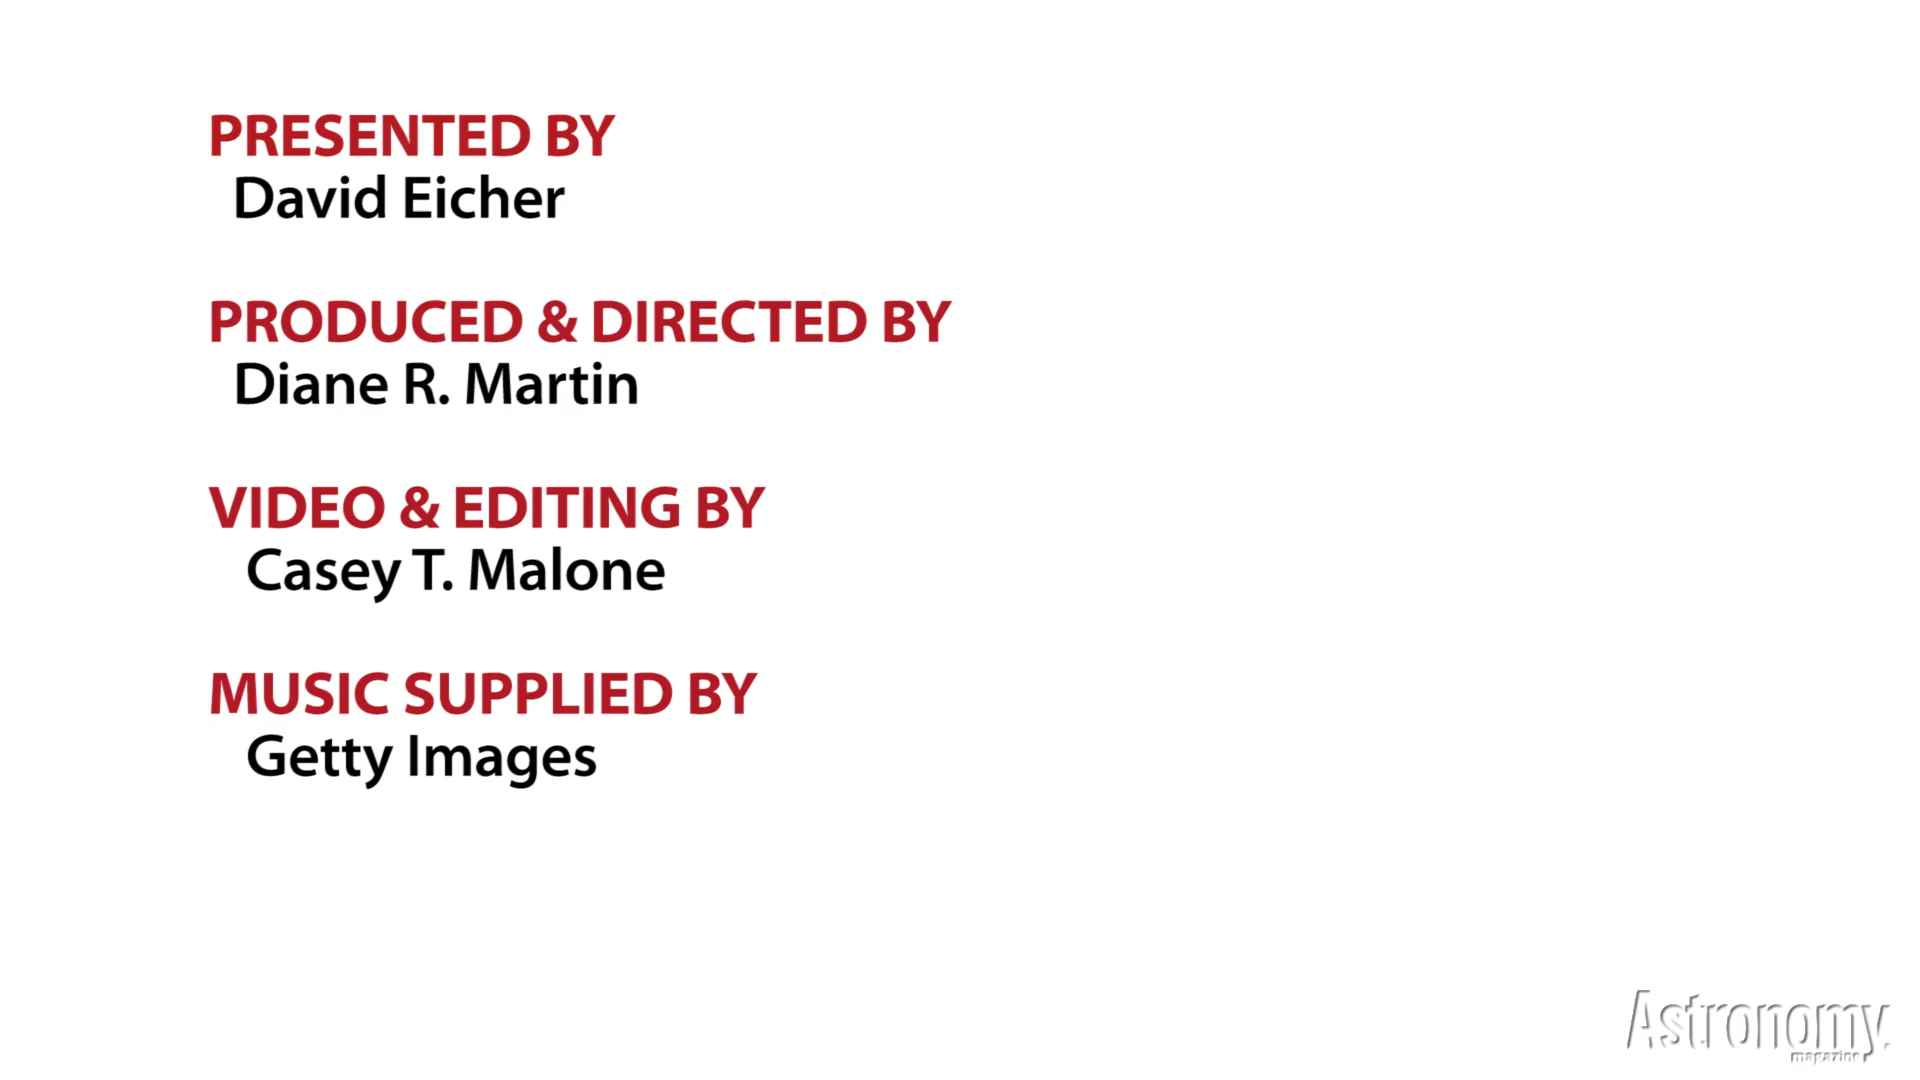 PRESENTED BY
David Eicher
PRODUCED & DIRECTED BY
Diane R. Martin
VIDEO & EDITING BY
Casey T. Malone
MUSIC SUPPLIED BY
Getty Images
Astronomy
magazine